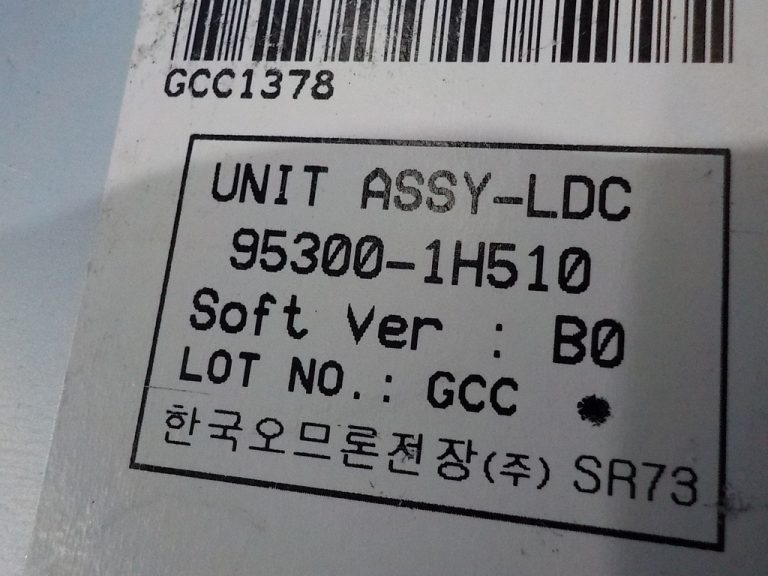 GCC1378
UNIT ASSY-LDC
95300-1H510
Soft Ver : B0
LOT NO.: GCC
한국오므론전장(주) SR73